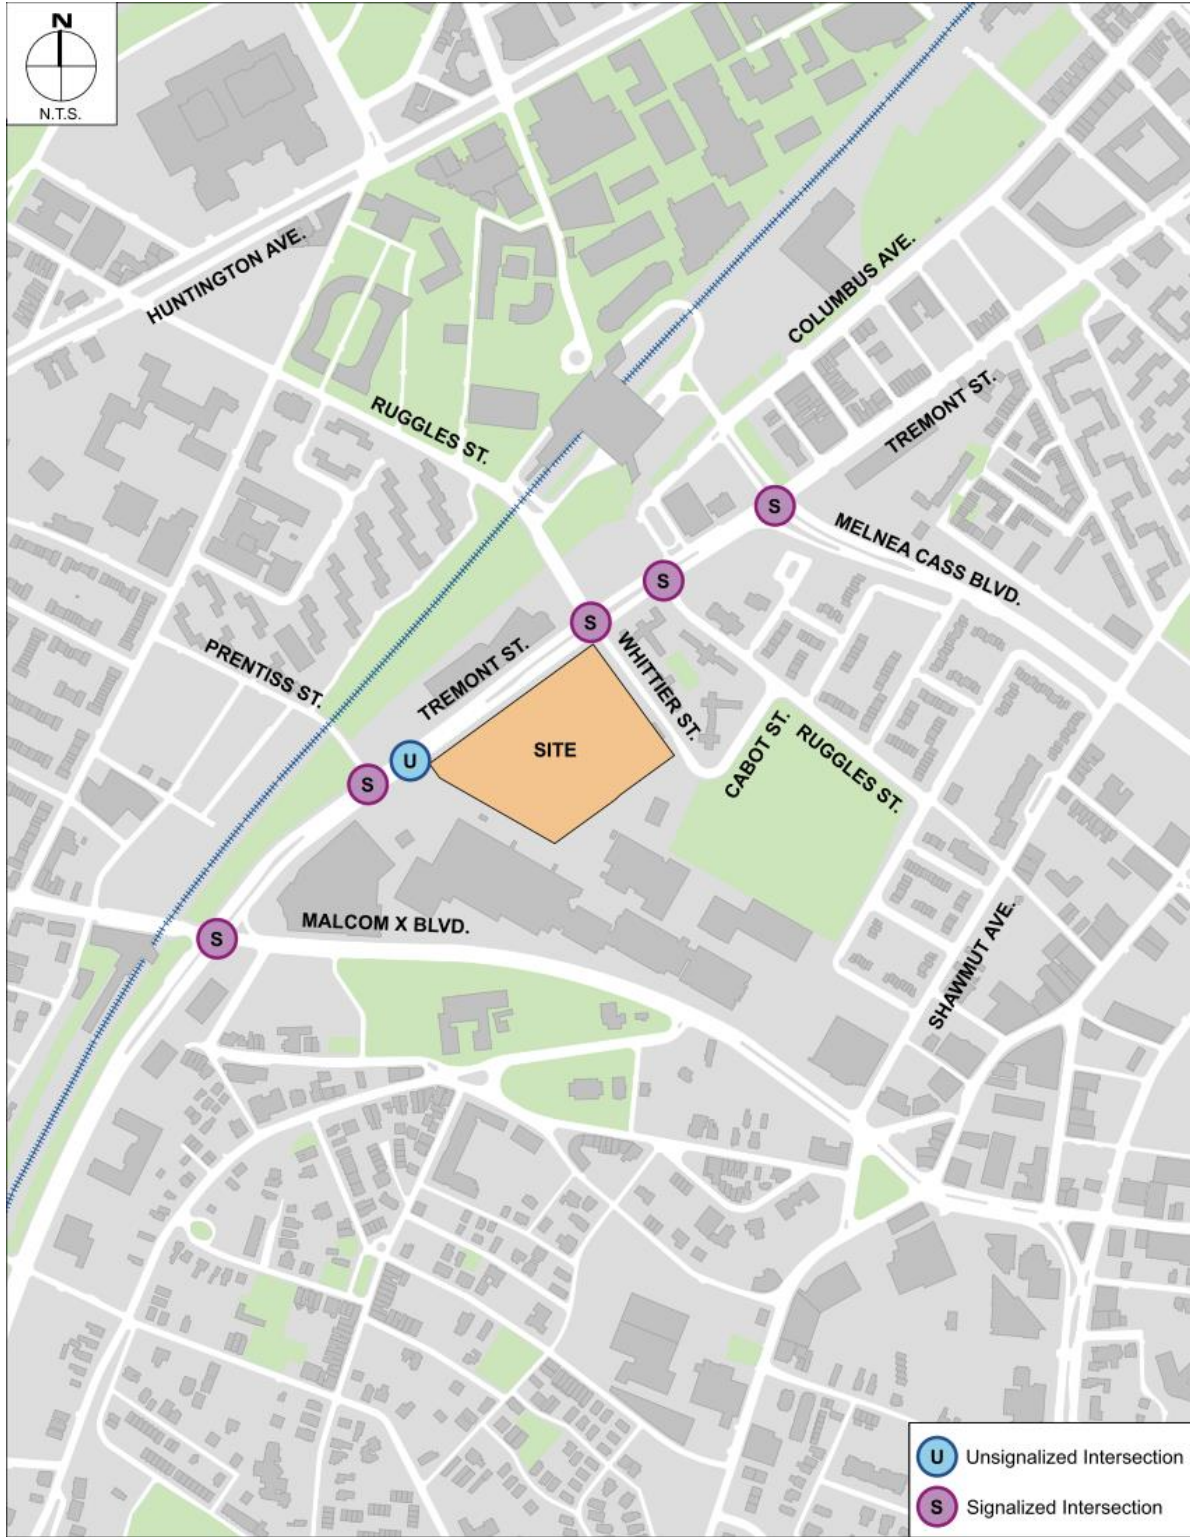 N
N.T.S.
HUNTINGTON AVE.
COLUMBUS AVE.
RUGGLES ST.
TREMONT ST.
S
MELNEA CASS BLVD.
S
S
WHITTIER ST.
PRENTISS ST.
TREMONT ST.
CABOT ST.
RUGGLES ST.
SITE
U
S
MALCOM X BLVD.
S
SHAWMUT AVE.
U Unsignalized Intersection
S Signalized Intersection